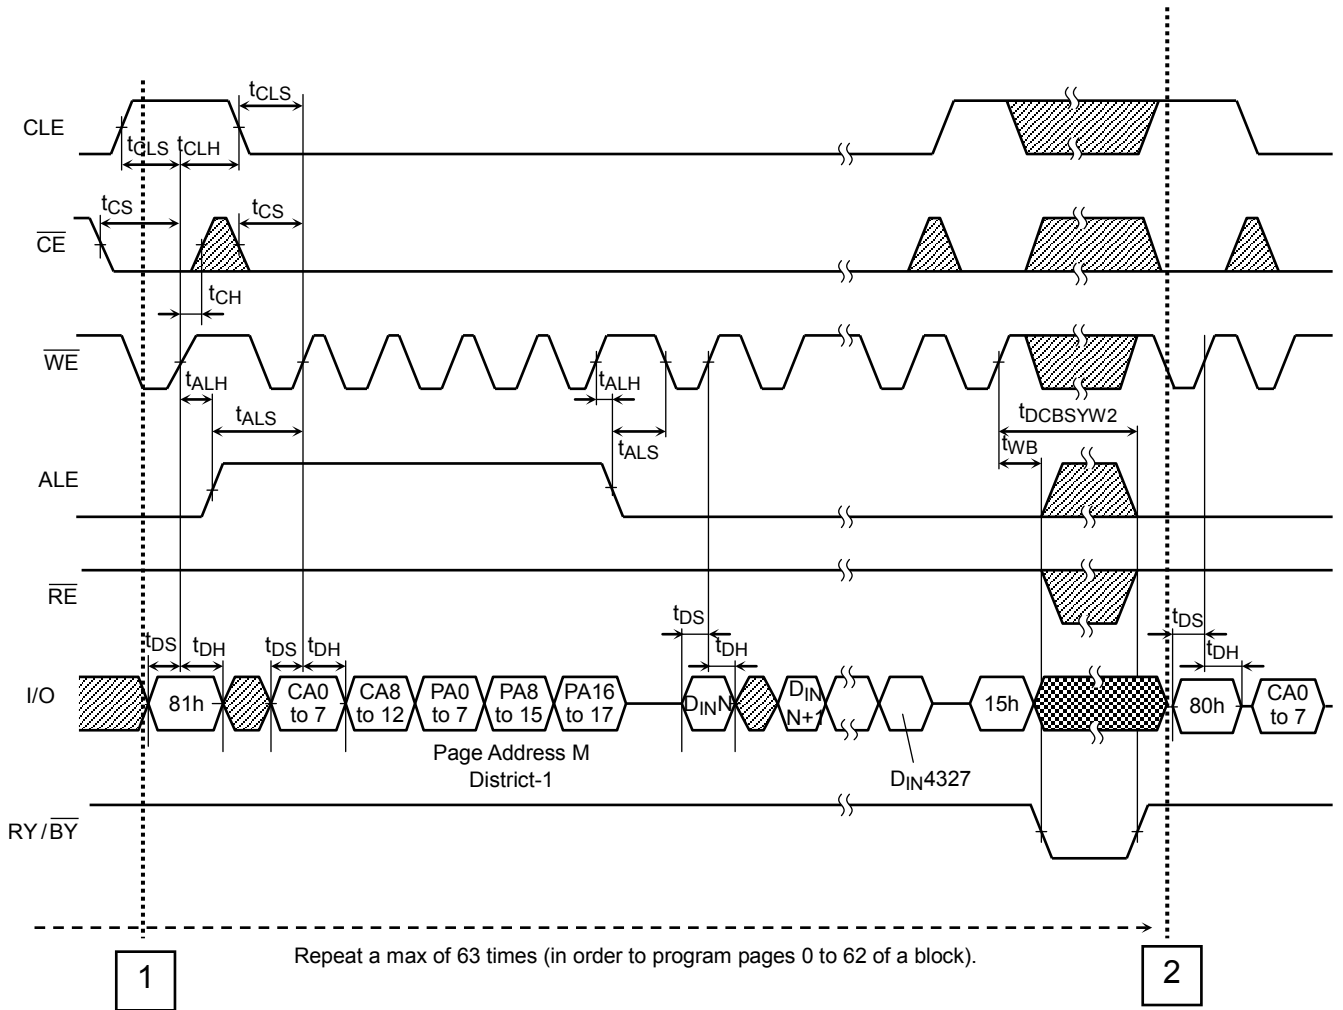 CLE
tCLS
tCLS tCLH
CE
tCS
tCS
tCH
WE
tALH
tALS
tALH
tALS
tDCBSYW2
tWB
ALE
RE
tDS
tDH
tDS
tDH
tDS
tDH
tDS
tDH
I/O
81h
CA0 to 7
CA8 to 12
PA0 to 7
PA8 to 15
PA16 to 17
DINN
DIN N+1
15h
80h
CA0 to 7
Page Address M
District-1
DIN4327
RY/BY
Repeat a max of 63 times (in order to program pages 0 to 62 of a block).
1
2